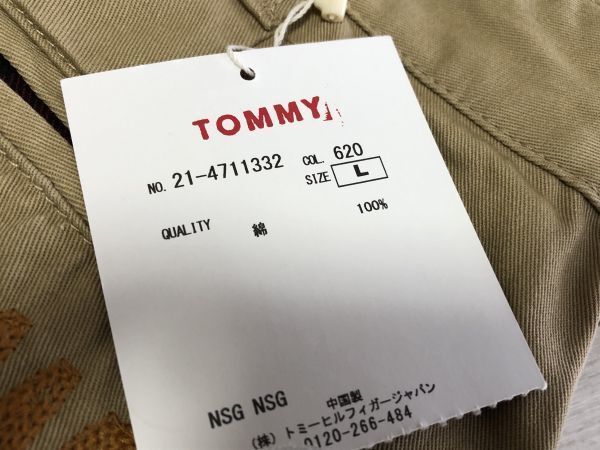 TOMMY
NO. 21-4711332 COL. 620
SIZE L
QUALITY 綿 100%
NSG NSG 中国製
(株) トミーヒルフィガージャパン
0120-266-484